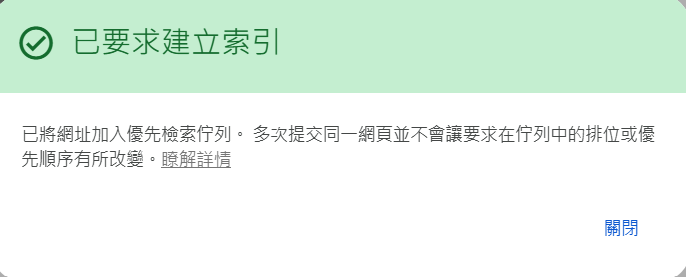 已要求建立索引
已將網址加入優先檢索佇列。 多次提交同一網頁並不會讓要求在佇列中的排位或優
先順序有所改變。瞭解詳情
關閉